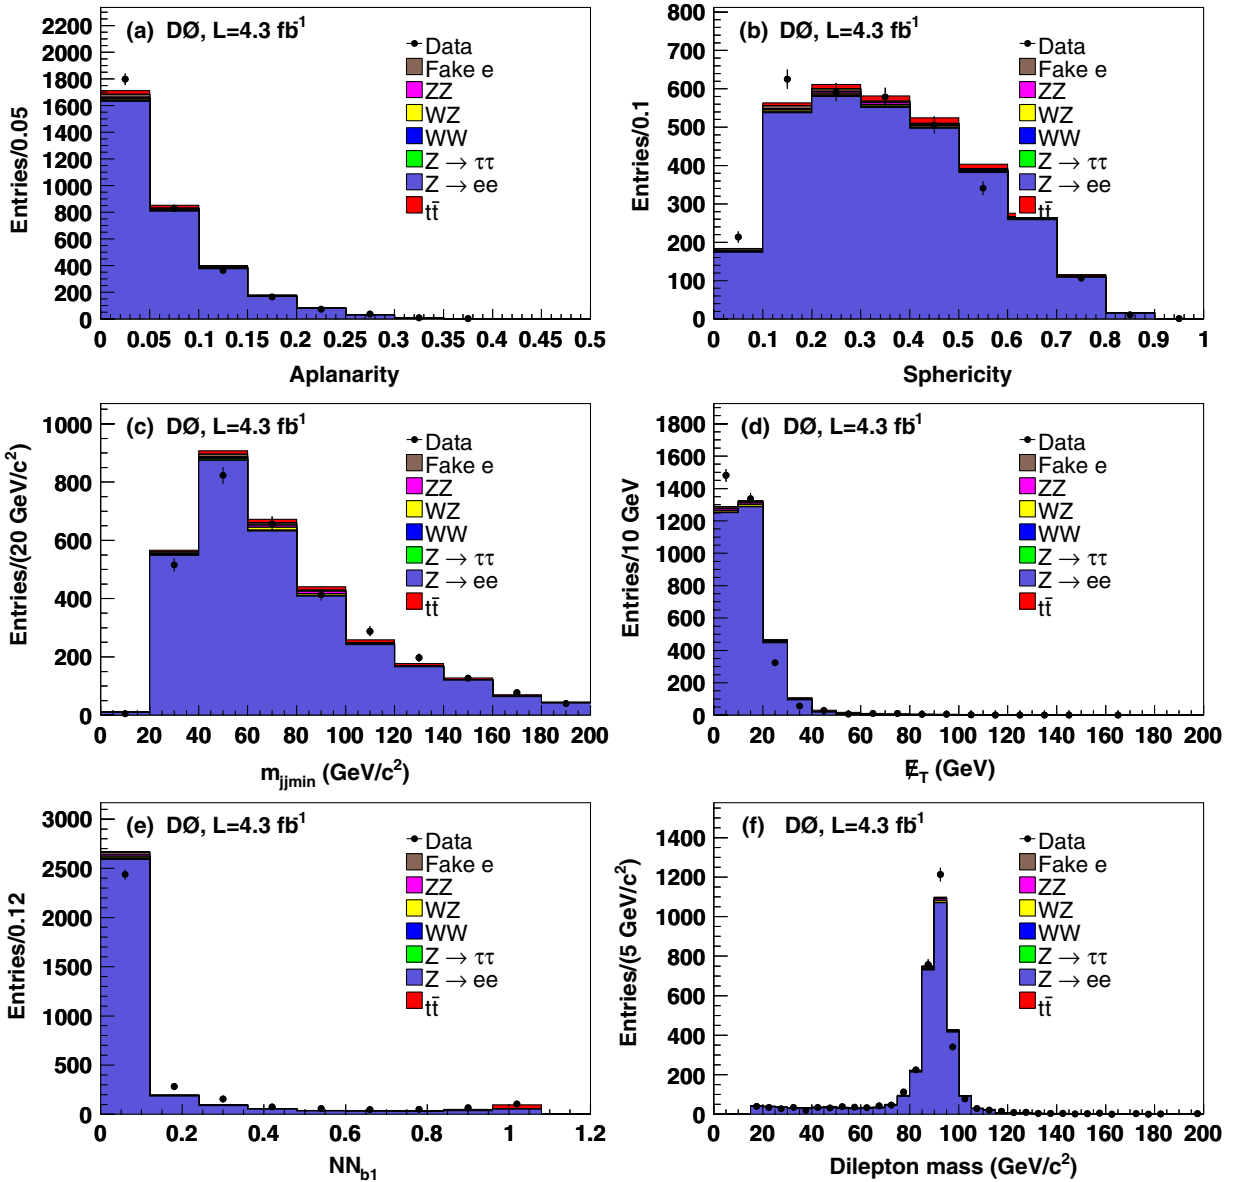 (a) DØ, L=4.3 fb⁻¹
Data
Fake e
ZZ
WZ
WW
Z → ττ
Z → ee
tt̄
Entries/0.05
2200
2000
1800
1600
1400
1200
1000
800
600
400
200
0
0 0.05 0.1 0.15 0.2 0.25 0.3 0.35 0.4 0.45 0.5
Aplanarity
(b) DØ, L=4.3 fb⁻¹
Data
Fake e
ZZ
WZ
WW
Z → ττ
Z → ee
tt̄
Entries/0.1
800
700
600
500
400
300
200
100
0
0 0.1 0.2 0.3 0.4 0.5 0.6 0.7 0.8 0.9 1
Sphericity
(c) DØ, L=4.3 fb⁻¹
Data
Fake e
ZZ
WZ
WW
Z → ττ
Z → ee
tt̄
Entries/(20 GeV/c²)
1000
800
600
400
200
0
0 20 40 60 80 100 120 140 160 180 200
m_jjmin (GeV/c²)
(d) DØ, L=4.3 fb⁻¹
Data
Fake e
ZZ
WZ
WW
Z → ττ
Z → ee
tt̄
Entries/10 GeV
1800
1600
1400
1200
1000
800
600
400
200
0
0 20 40 60 80 100 120 140 160 180 200
E̸_T (GeV)
(e) DØ, L=4.3 fb⁻¹
Data
Fake e
ZZ
WZ
WW
Z → ττ
Z → ee
tt̄
Entries/0.12
3000
2500
2000
1500
1000
500
0
0 0.2 0.4 0.6 0.8 1 1.2
NN_b1
(f) DØ, L=4.3 fb⁻¹
Data
Fake e
ZZ
WZ
WW
Z → ττ
Z → ee
tt̄
Entries/(5 GeV/c²)
1400
1200
1000
800
600
400
200
0
0 20 40 60 80 100 120 140 160 180 200
Dilepton mass (GeV/c²)